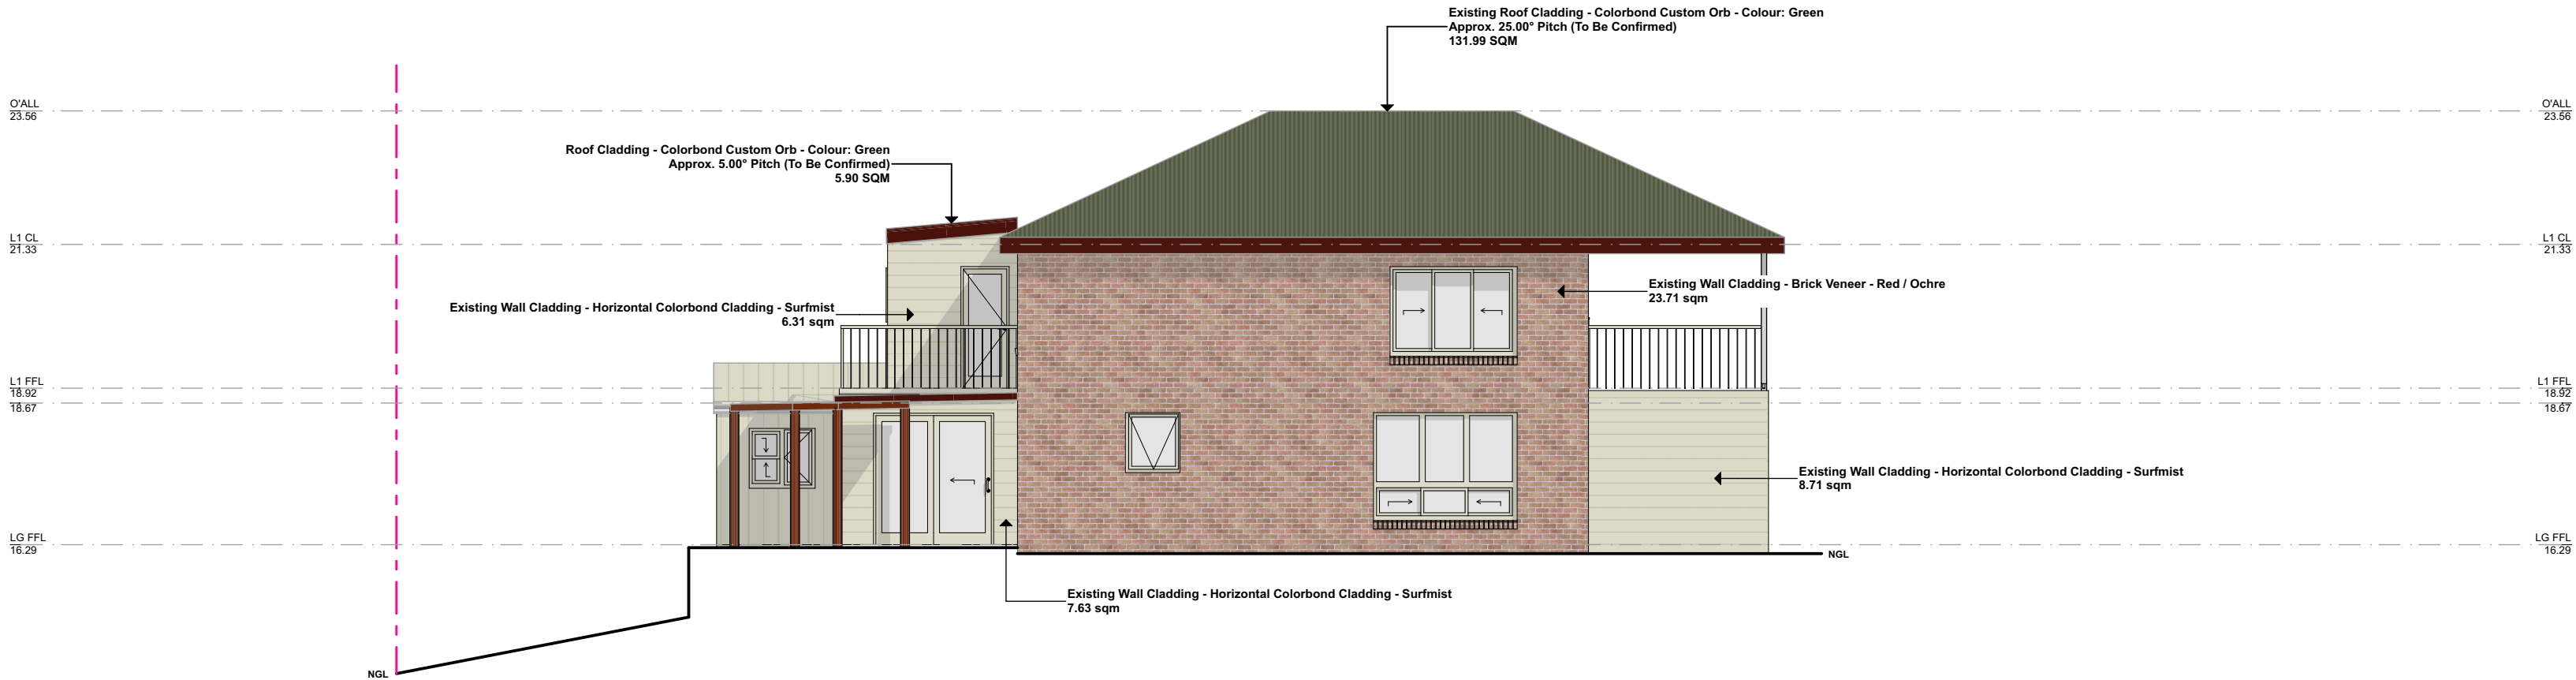 Existing Roof Cladding - Colorbond Custom Orb - Colour: Green
Approx. 25.00° Pitch (To Be Confirmed)
131.99 SQM
O'ALL
23.56
O'ALL
23.56
Roof Cladding - Colorbond Custom Orb - Colour: Green
Approx. 5.00° Pitch (To Be Confirmed)
5.90 SQM
L1 CL
21.33
L1 CL
21.33
Existing Wall Cladding - Brick Veneer - Red / Ochre
23.71 sqm
Existing Wall Cladding - Horizontal Colorbond Cladding - Surfmist
6.31 sqm
L1 FFL
18.92
18.67
L1 FFL
18.92
18.67
Existing Wall Cladding - Horizontal Colorbond Cladding - Surfmist
8.71 sqm
LG FFL
16.29
LG FFL
16.29
NGL
Existing Wall Cladding - Horizontal Colorbond Cladding - Surfmist
7.63 sqm
NGL